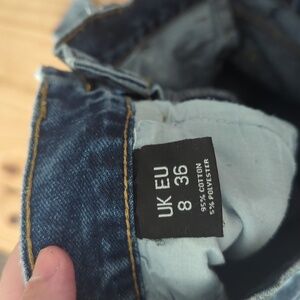 UK EU
8 36
95% COTTON
5% POLYESTER